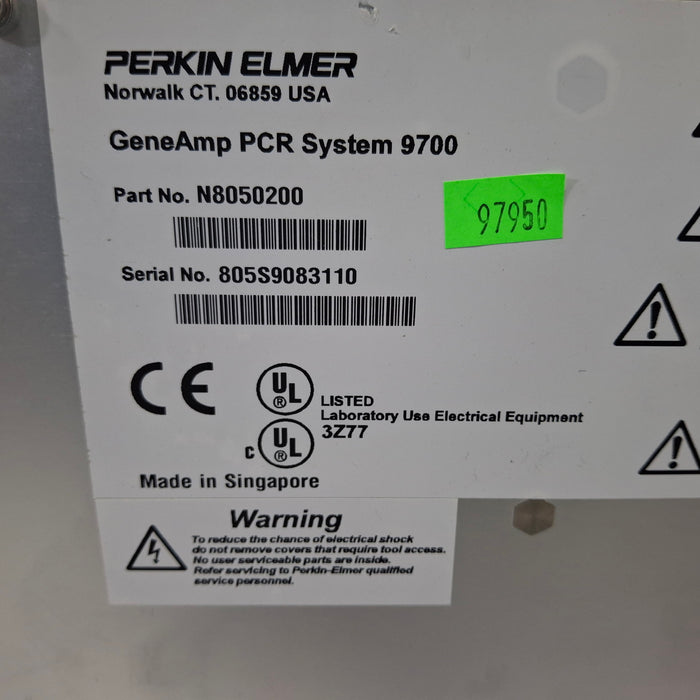 PERKIN ELMER
Norwalk CT. 06859 USA
GeneAmp PCR System 9700
Part No. N8050200
97950
Serial No. 805S9083110
CE
UL
®
LISTED
Laboratory Use Electrical Equipment
3Z77
C
UL
®
Made in Singapore
Warning
To reduce the chance of electrical shock
do not remove covers that require tool access.
No user serviceable parts are inside.
Refer servicing to Perkin-Elmer qualified
service personnel.